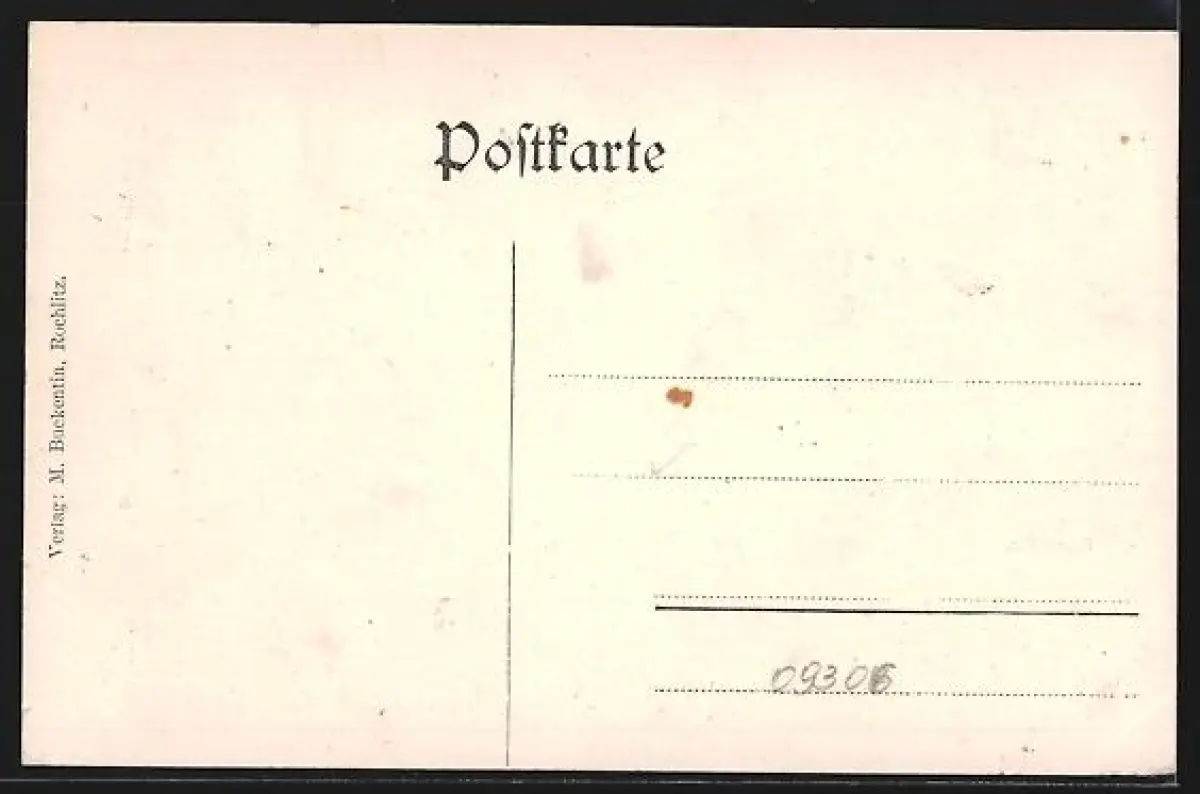 Postkarte
Verlag: M. Buckentin, Rochlitz.
09306